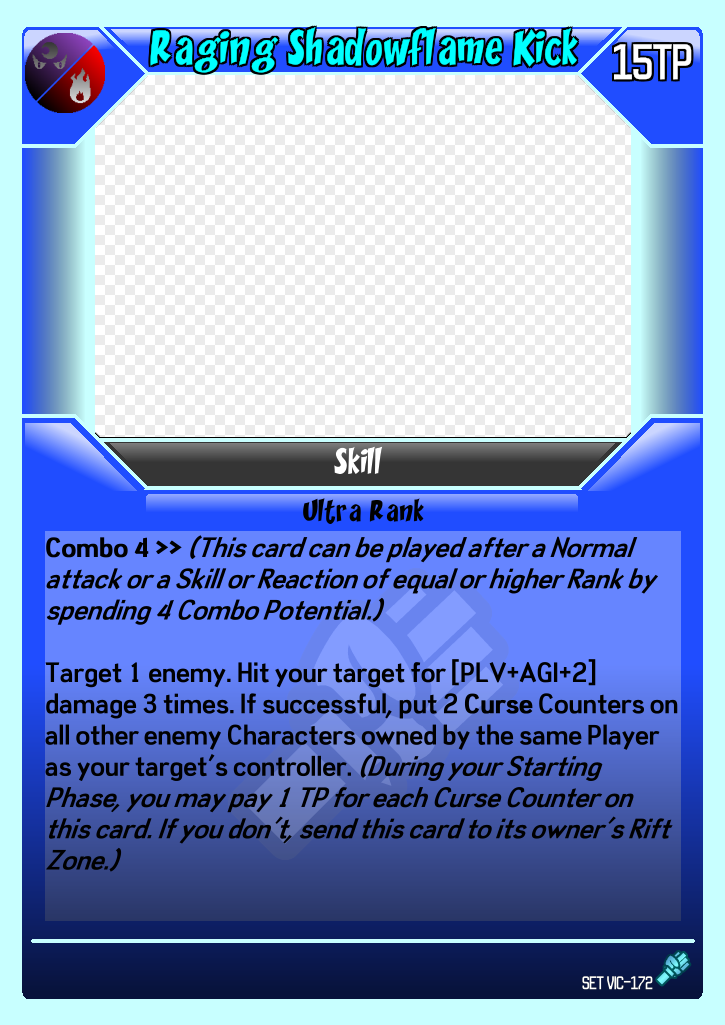 Raging Shadowflame Kick
15TP
Skill
Ultra Rank
Combo 4 >> (This card can be played after a Normal
attack or a Skill or Reaction of equal or higher Rank by
spending 4 Combo Potential.)
Target 1 enemy. Hit your target for [PLV+AGI+2]
damage 3 times. If successful, put 2 Curse Counters on
all other enemy Characters owned by the same Player
as your target's controller. (During your Starting
Phase, you may pay 1 TP for each Curse Counter on
this card. If you don't, send this card to its owner's Rift
Zone.)
SET VIC-172